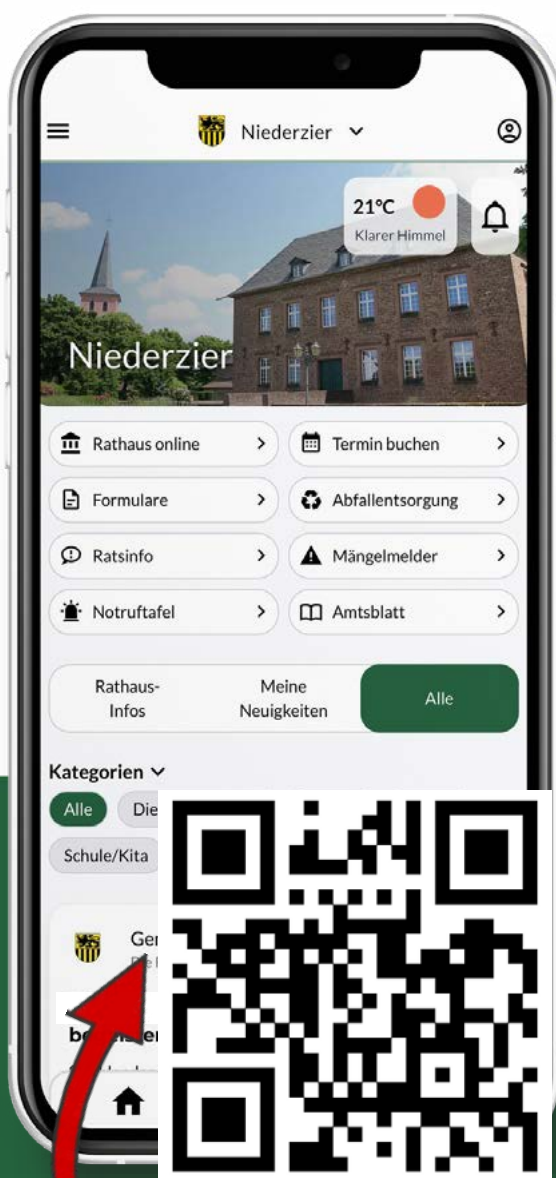 Niederzier
21°C
Klarer Himmel
Niederzier
Rathaus online
Termin buchen
Formulare
Abfallentsorgung
Ratsinfo
Mängelmelder
Notruftafel
Amtsblatt
Rathaus-
Infos
Meine
Neuigkeiten
Alle
Kategorien
Alle
Die
Schule/Kita